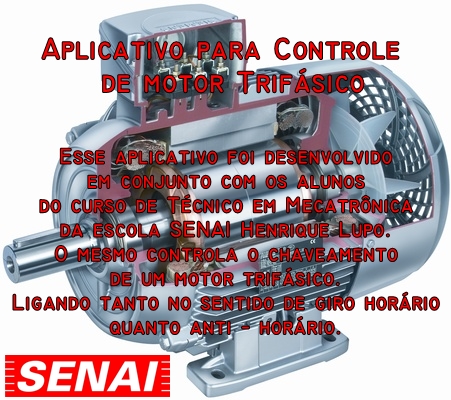 Aplicativo para Controle
de motor Trifásico
Esse aplicativo foi desenvolvido
em conjunto com os alunos
do curso de Técnico em Mecatrônica
da escola SENAI Henrique Lupo.
O mesmo controla o chaveamento
de um motor trifásico.
Ligando tanto no sentido de giro horário
quanto anti - horário.
SENAI